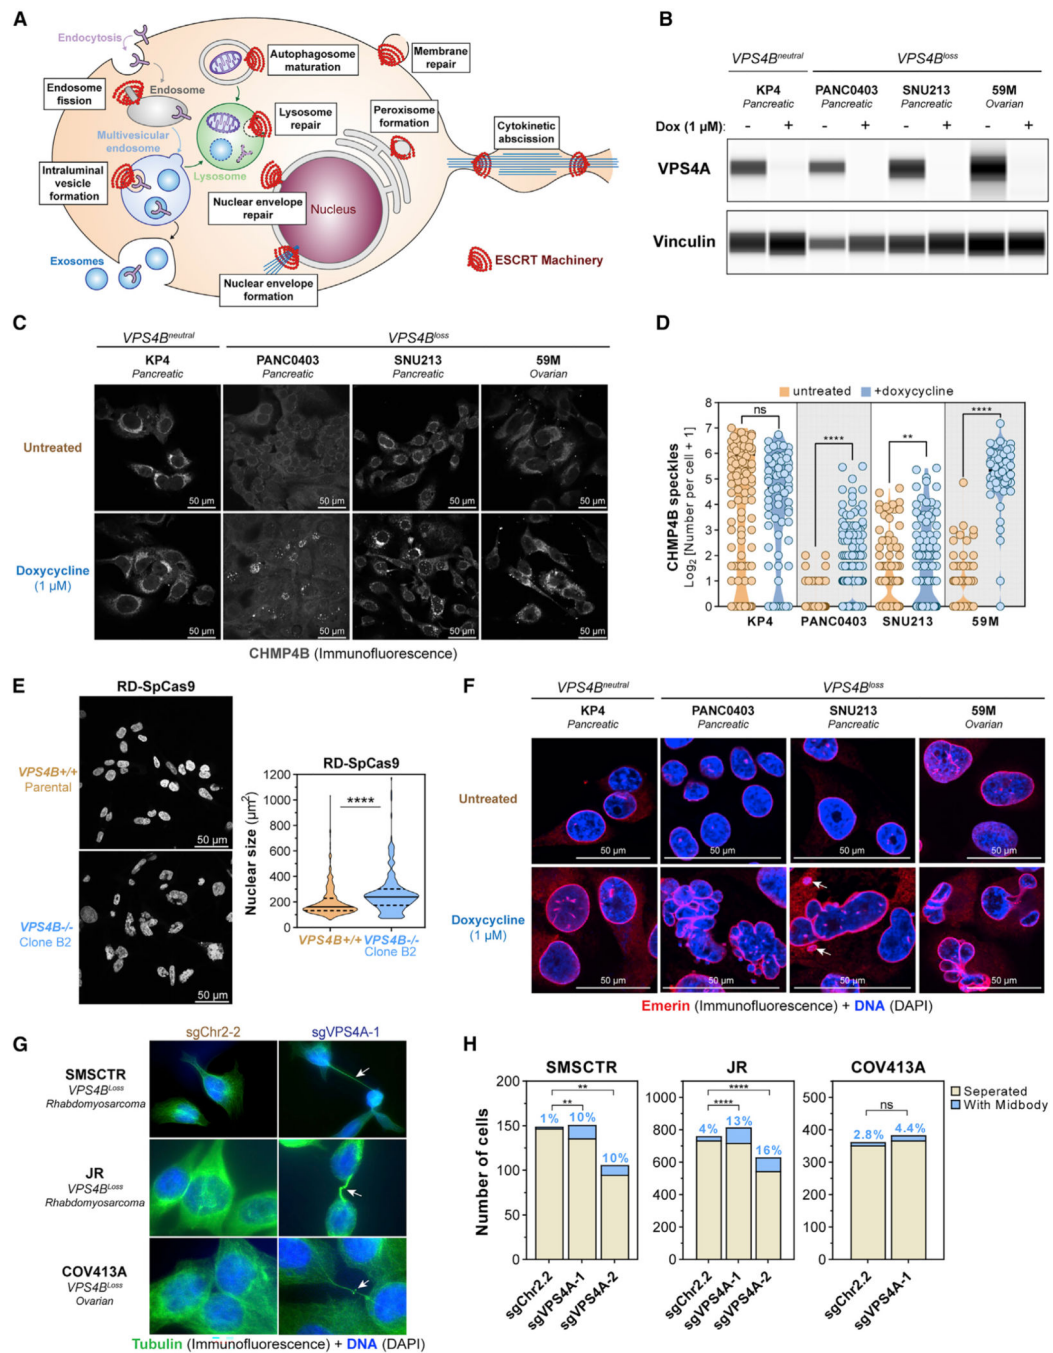 A
Endocytosis
Endosome
fission
Endosome
Multivesicular
endosome
Intraluminal
vesicle
formation
Exosomes
Autophagosome
maturation
Lysosome
repair
Lysosome
Membrane
repair
Peroxisome
formation
Nuclear envelope
repair
Nucleus
Nuclear envelope
formation
Cytokinetic
abscission
ESCRT Machinery
B
VPS4Bneutral VPS4Bloss
KP4 PANC0403 SNU213 59M
Pancreatic Pancreatic Pancreatic Ovarian
Dox (1 µM): - + - + - + - +
VPS4A
Vinculin
C
VPS4Bneutral VPS4Bloss
KP4 PANC0403 SNU213 59M
Pancreatic Pancreatic Pancreatic Ovarian
Untreated
50 µm 50 µm 50 µm 50 µm
Doxycycline
(1 µM)
50 µm 50 µm 50 µm 50 µm
CHMP4B (Immunofluorescence)
D
untreated +doxycycline
CHMP4B speckles
Log2 [Number per cell + 1]
8
7
6
5
4
3
2
1
0
ns **** ** ****
KP4 PANC0403 SNU213 59M
E
RD-SpCas9
VPS4B+/+
Parental
50 µm
VPS4B-/-
Clone B2
50 µm
RD-SpCas9
Nuclear size (µm2)
1200
1000
800
600
400
200
0
****
VPS4B+/+ VPS4B-/-
Clone B2
F
VPS4Bneutral VPS4Bloss
KP4 PANC0403 SNU213 59M
Pancreatic Pancreatic Pancreatic Ovarian
Untreated
50 µm 50 µm 50 µm 50 µm
Doxycycline
(1 µM)
50 µm 50 µm 50 µm 50 µm
Emerin (Immunofluorescence) + DNA (DAPI)
G
sgChr2-2 sgVPS4A-1
SMSCTR
VPS4BLoss
Rhabdomyosarcoma
JR
VPS4BLoss
Rhabdomyosarcoma
COV413A
VPS4BLoss
Ovarian
Tubulin (Immunofluorescence) + DNA (DAPI)
H
SMSCTR JR COV413A
Seperated
With Midbody
Number of cells
200
150
100
50
0
**
**
1% 10%
10%
sgChr2.2 sgVPS4A-1 sgVPS4A-2
1000
800
600
400
200
0
****
****
4% 13%
16%
sgChr2.2 sgVPS4A-1 sgVPS4A-2
500
400
300
200
100
0
ns
2.8% 4.4%
sgChr2.2 sgVPS4A-1